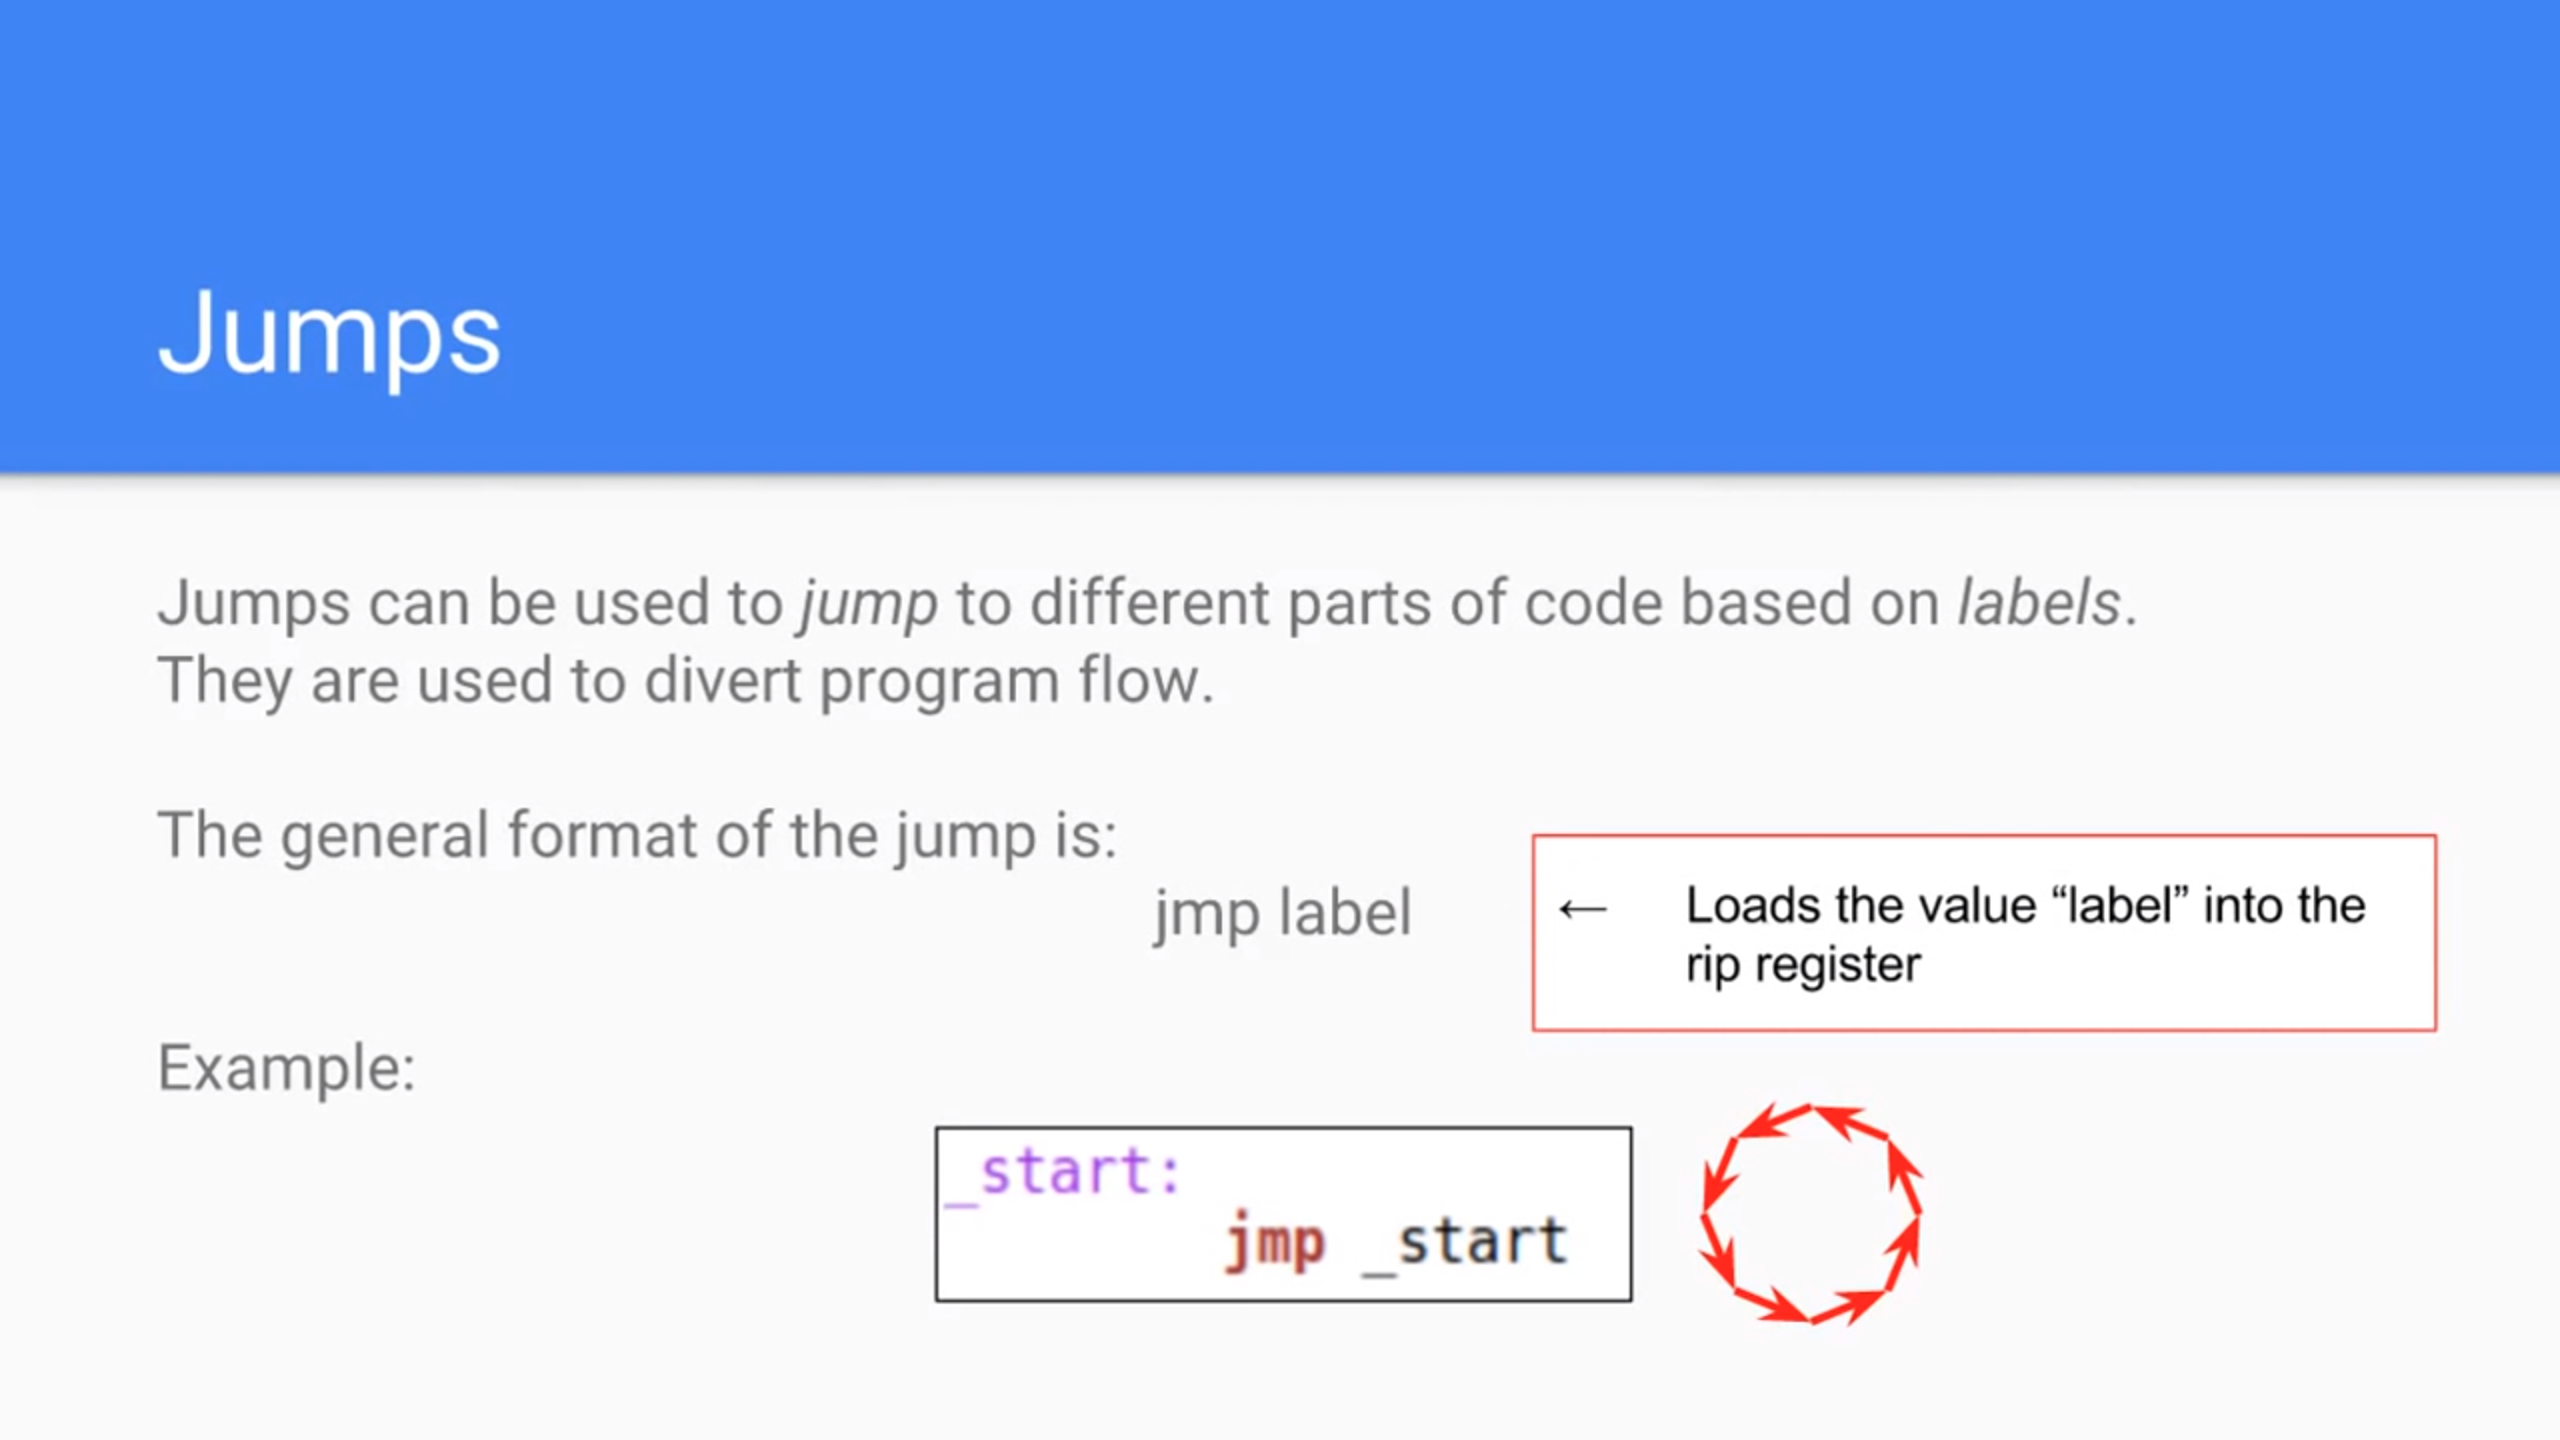 Jumps
Jumps can be used to jump to different parts of code based on labels.
They are used to divert program flow.
The general format of the jump is:
jmp label
← Loads the value “label” into the
rip register
Example:
_start:
jmp _start